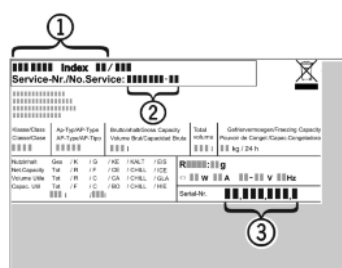 1
Index / 
Service-Nr./No.Service: -
2
Klasse/Class Ap-Typ/AP-Type Bruttoinhalt/Gross Capacity Total Gefriervermoegen/Freezing Capacity
Classe/Clase AP-Type/AP-Tipo Volume Brut/Capacidad Bruta volume Pouvoir de Congel./Capac.Congeladora
l l kg / 24 h
Nutzinhalt Ges / K / G / KE / KALT / EIS
Net.Capacity Tot / R / F / CE / CHILL / ICE
Volume Utile Tot / R / C / CA / CHILL / GLA
Capac. Util Tot / F / C / BO / CHILL / HIE
R : g
W A - V Hz
Serial-Nr.
3